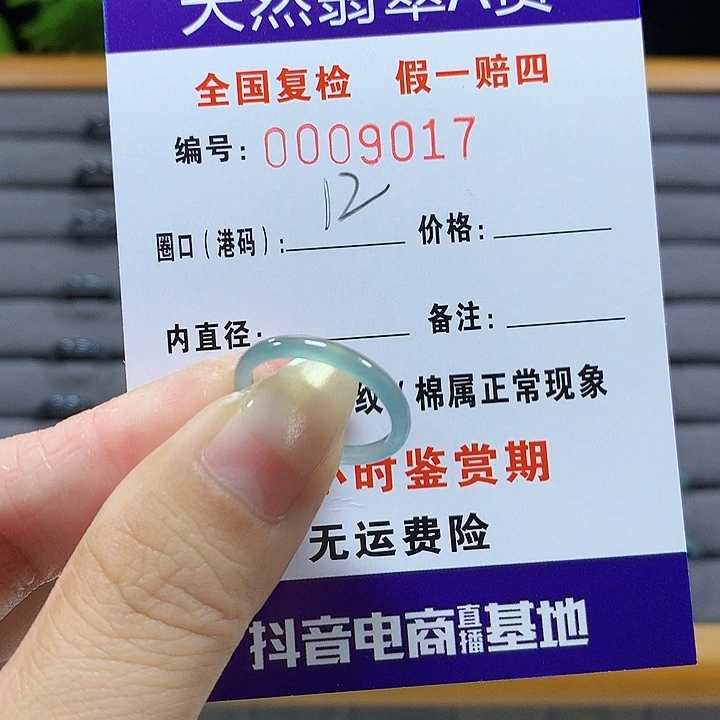 天然翡翠A货
全国复检 假一赔四
编号: 0009017
12
圈口(港码): 价格:
内直径: 备注:
纹/棉属正常现象
小时鉴赏期
无运费险
抖音电商直播基地